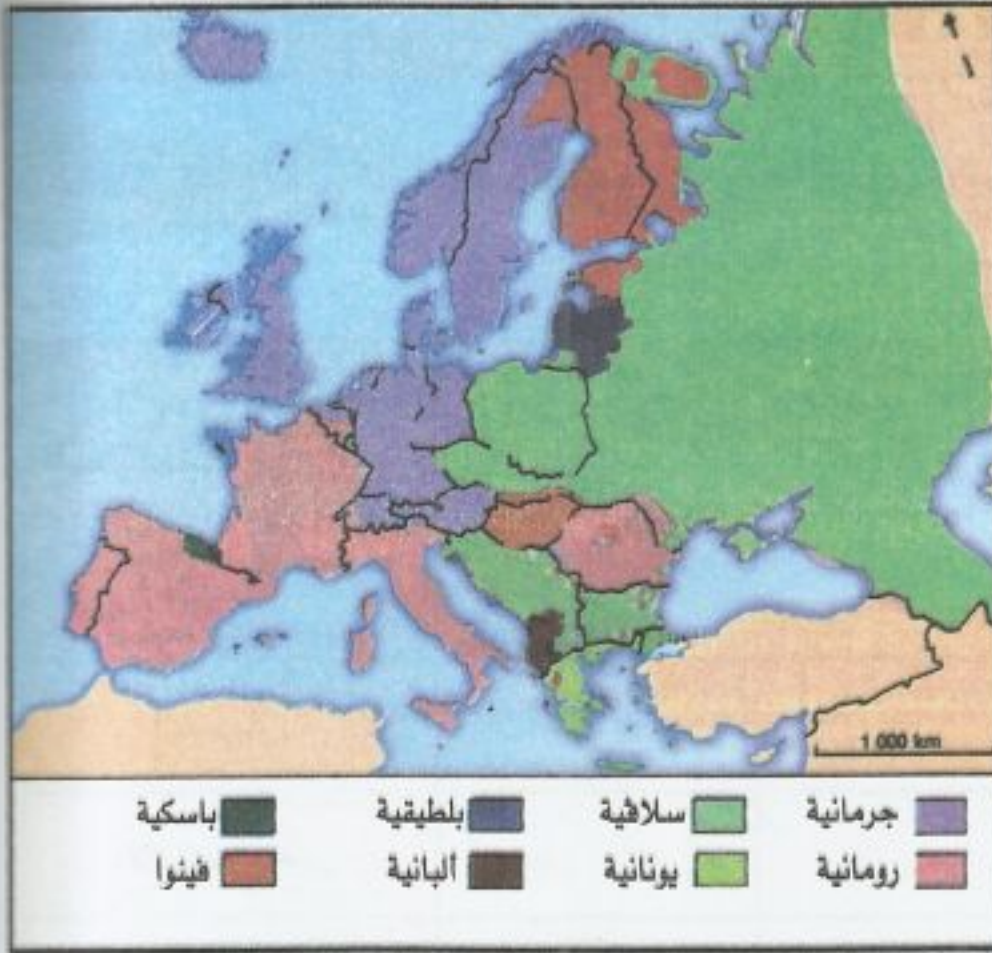 1 000 km
جرمانية سلافية بلطيقية باسكية
رومانية يونانية ألبانية فينوا